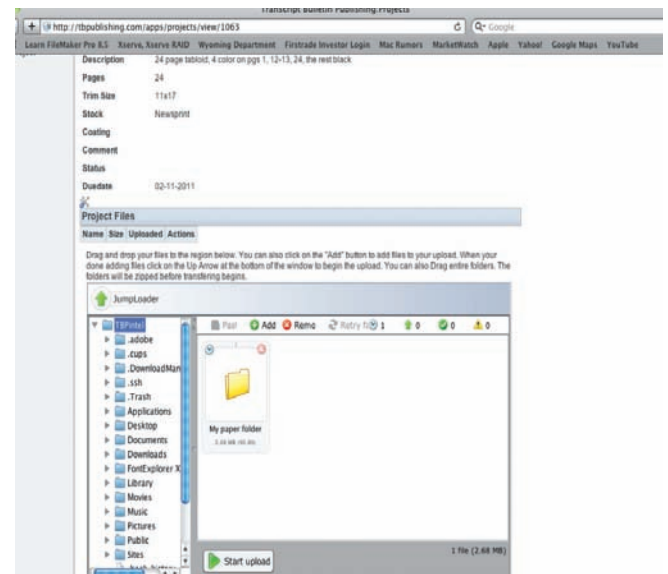 Transcript Bulletin Publishing:Projects
http://tbpublishing.com/apps/projects/view/1063
Google
Learn FileMaker Pro 8.5 Xserve, Xserve RAID Wyoming Department Firstrade Investor Login Mac Rumors MarketWatch Apple Yahoo! Google Maps YouTube
Description 24 page tabloid, 4 color on pgs 1, 12-13, 24, the rest black
Pages 24
Trim Size 11x17
Stock Newsprint
Coating
Comment
Status
Duedate 02-11-2011
Project Files
Name Size Uploaded Actions
Drag and drop your files to the region below. You can also click on the "Add" button to add files to your upload. When your
done adding files click on the Up Arrow at the bottom of the window to begin the upload. You can also Drag entire folders. The
folders will be zipped before transfering begins.
JumpLoader
TBPintel
Add Remo Retry 1 0 0 0
.adobe
.cups
.DownloadMan
.ssh
.Trash
Applications
Desktop
Documents
Downloads
FontExplorer X
Library
Movies
Music
Pictures
Public
Sites
My paper folder
Start upload
1 file (2.68 MB)